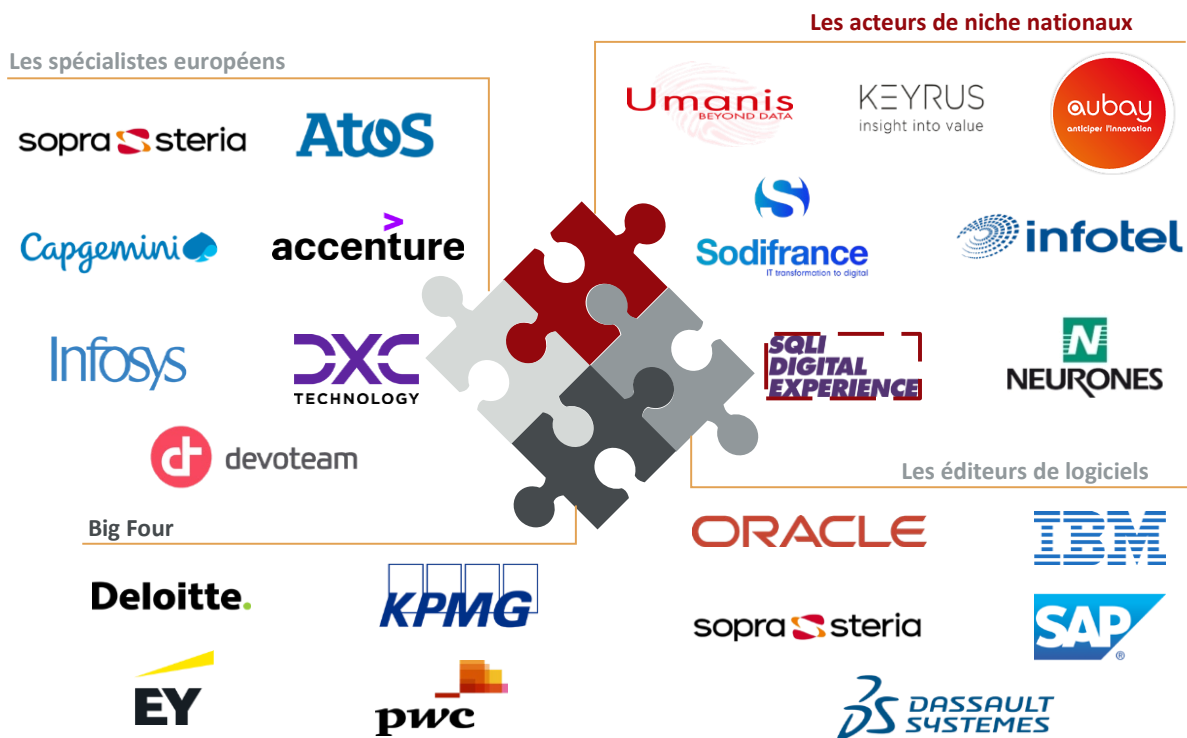 Les acteurs de niche nationaux
Les spécialistes européens
sopra steria
Atos
Capgemini
accenture
Infosys
DXC
TECHNOLOGY
devoteam
Umanis
BEYOND DATA
KEYRUS
insight into value
aubay
anticiper l'innovation
Sodifrance
IT transformation to digital
infotel
SQLI
DIGITAL
EXPERIENCE
N
NEURONES
Big Four
Deloitte.
KPMG
EY
pwc
Les éditeurs de logiciels
ORACLE
IBM
sopra steria
SAP®
DASSAULT
SYSTEMES